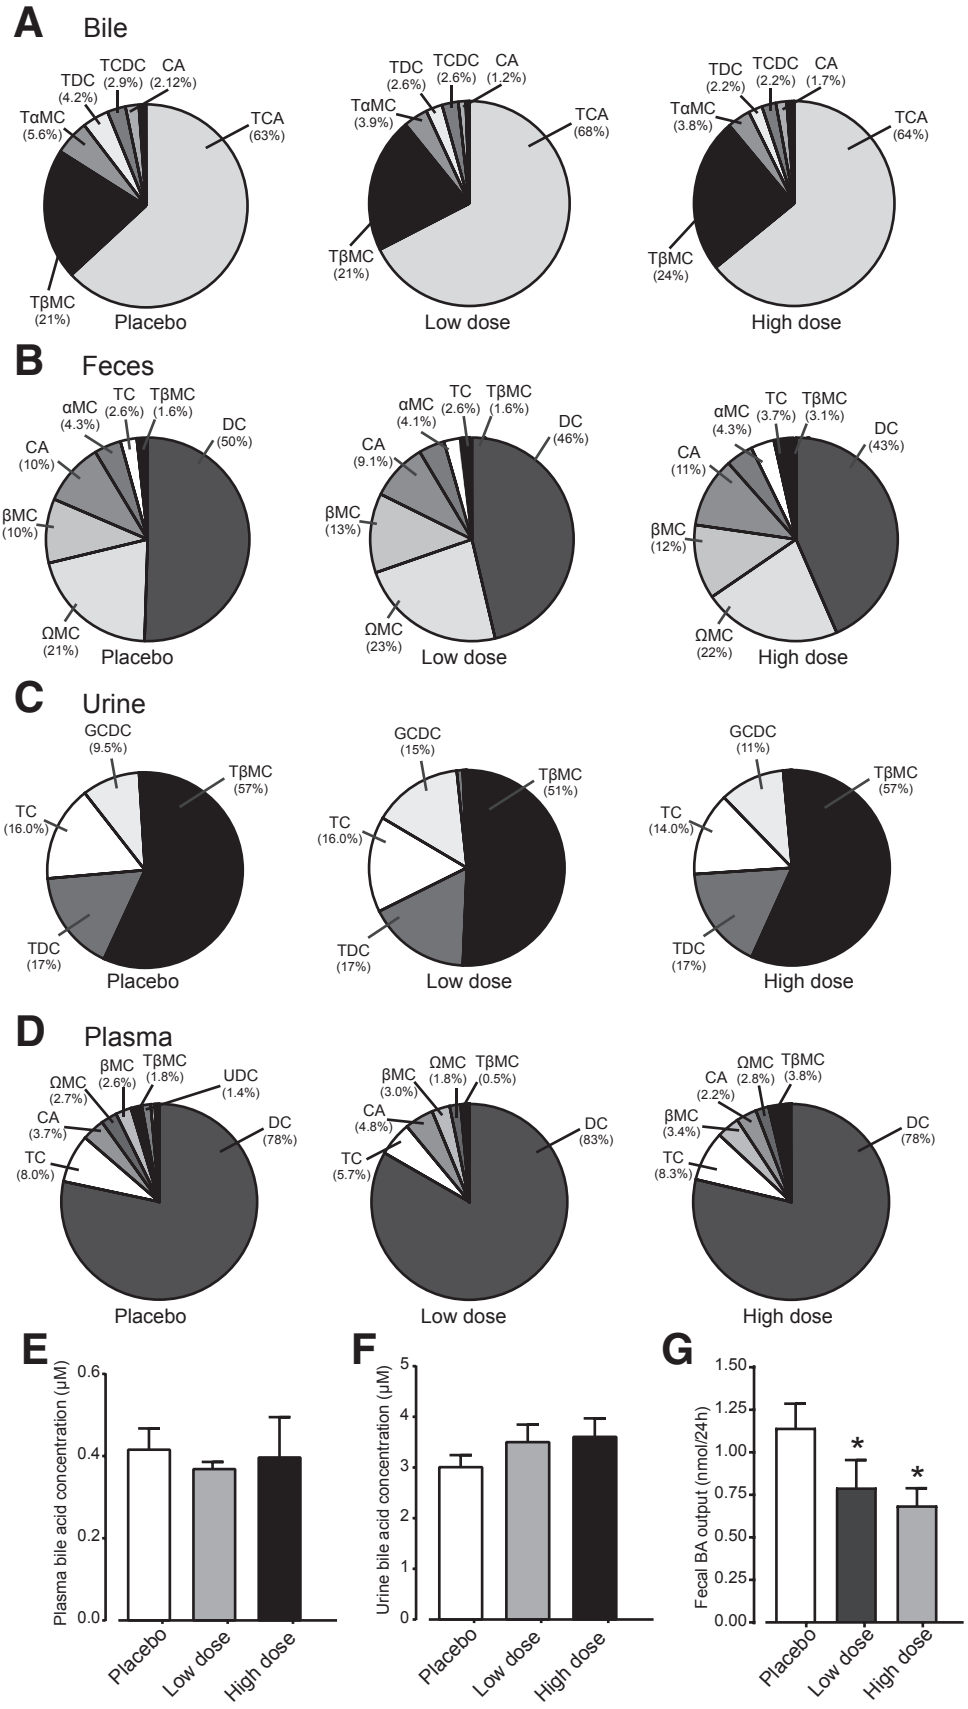 A Bile
TCDC
(2.9%)
CA
(2.12%)
TDC
(4.2%)
TαMC
(5.6%)
TCA
(63%)
TβMC
(21%)
Placebo
TCDC
(2.6%)
CA
(1.2%)
TDC
(2.6%)
TαMC
(3.9%)
TCA
(68%)
TβMC
(21%)
Low dose
TCDC
(2.2%)
CA
(1.7%)
TDC
(2.2%)
TαMC
(3.8%)
TCA
(64%)
TβMC
(24%)
High dose
B Feces
TC
(2.6%)
TβMC
(1.6%)
αMC
(4.3%)
DC
(50%)
CA
(10%)
βMC
(10%)
ΩMC
(21%)
Placebo
TC
(2.6%)
TβMC
(1.6%)
αMC
(4.1%)
DC
(46%)
CA
(9.1%)
βMC
(13%)
ΩMC
(23%)
Low dose
TC
(3.7%)
TβMC
(3.1%)
αMC
(4.3%)
DC
(43%)
CA
(11%)
βMC
(12%)
ΩMC
(22%)
High dose
C Urine
GCDC
(9.5%)
TβMC
(57%)
TC
(16.0%)
TDC
(17%)
Placebo
GCDC
(15%)
TβMC
(51%)
TC
(16.0%)
TDC
(17%)
Low dose
GCDC
(11%)
TβMC
(57%)
TC
(14.0%)
TDC
(17%)
High dose
D Plasma
βMC
(2.6%)
TβMC
(1.8%)
UDC
(1.4%)
ΩMC
(2.7%)
CA
(3.7%)
DC
(78%)
TC
(8.0%)
Placebo
ΩMC
(1.8%)
TβMC
(0.5%)
βMC
(3.0%)
CA
(4.8%)
DC
(83%)
TC
(5.7%)
Low dose
ΩMC
(2.8%)
TβMC
(3.8%)
CA
(2.2%)
βMC
(3.4%)
DC
(78%)
TC
(8.3%)
High dose
E
Plasma bile acid concentration (µM)
0.6
0.4
0.2
0.0
Placebo
Low dose
High dose
F
Urine bile acid concentration (µM)
5
4
3
2
1
0
Placebo
Low dose
High dose
G
Fecal BA output (nmol/24h)
1.50
1.25
1.00
0.75
0.50
0.25
0.00
*
*
Placebo
Low dose
High dose